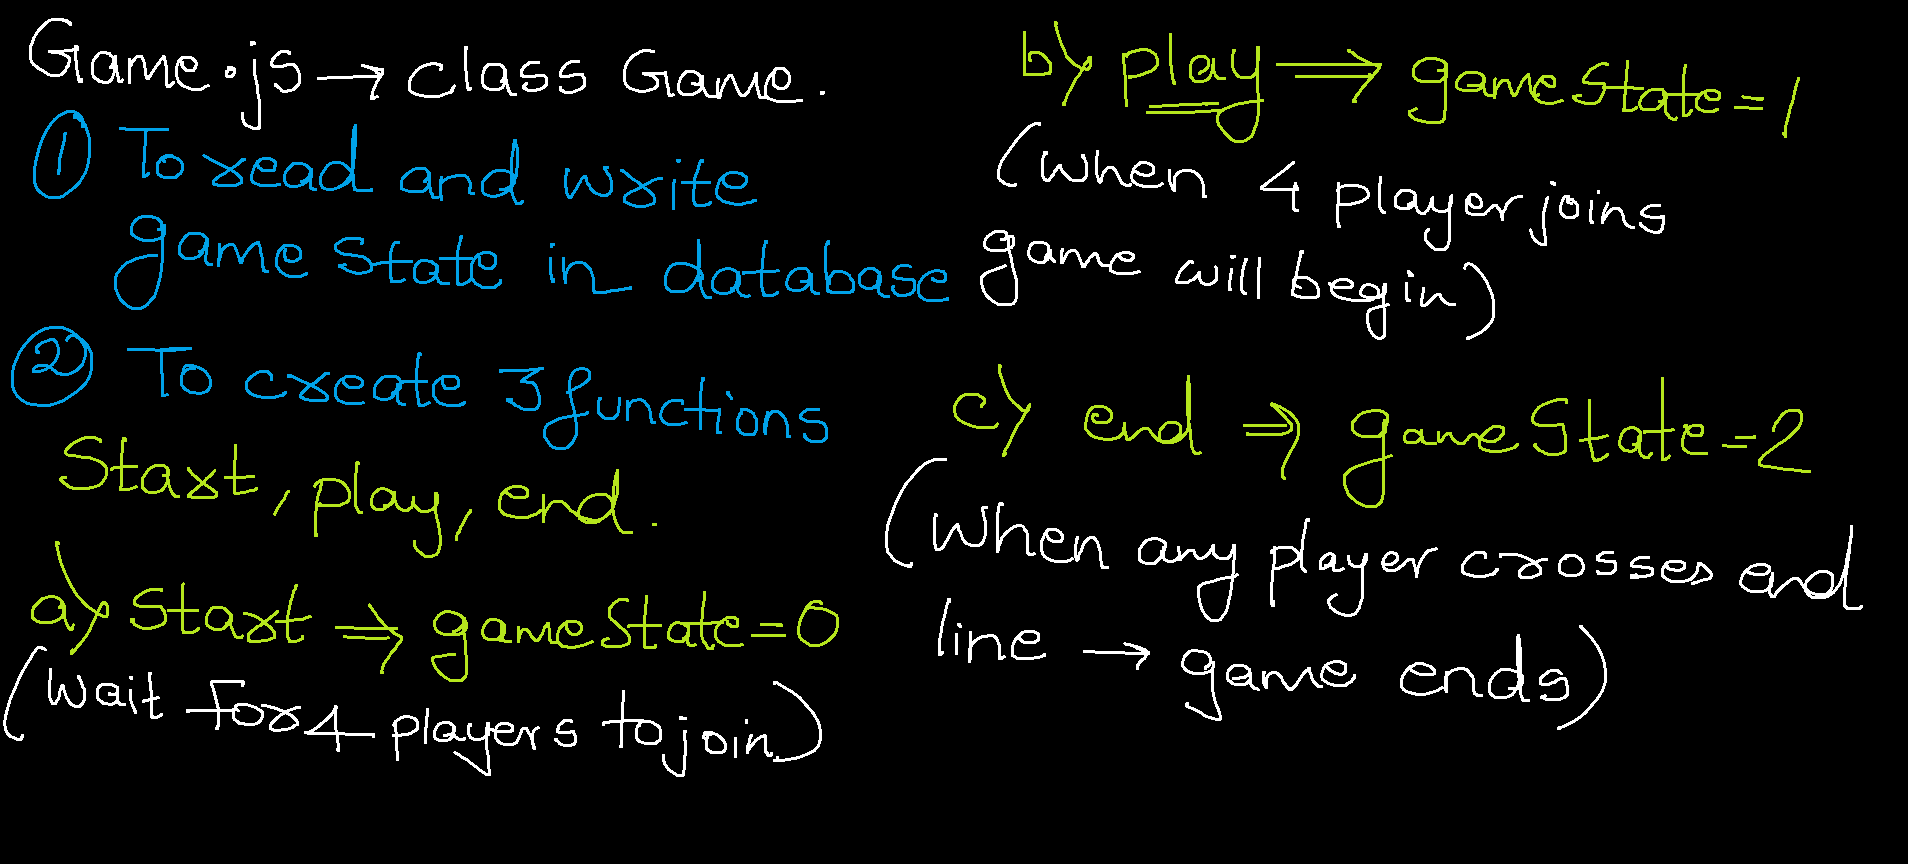 Game.js → class Game.
① To read and write
game State in database
② To create 3 functions
Start, play, end.
a) Start ⇒ gameState=0
(Wait For 4 players to join)
b) play ⇒ gameState=1
(when 4 player joins
game will begin)
c) end ⇒ gameState=2
(when any player crosses end
line → game ends)